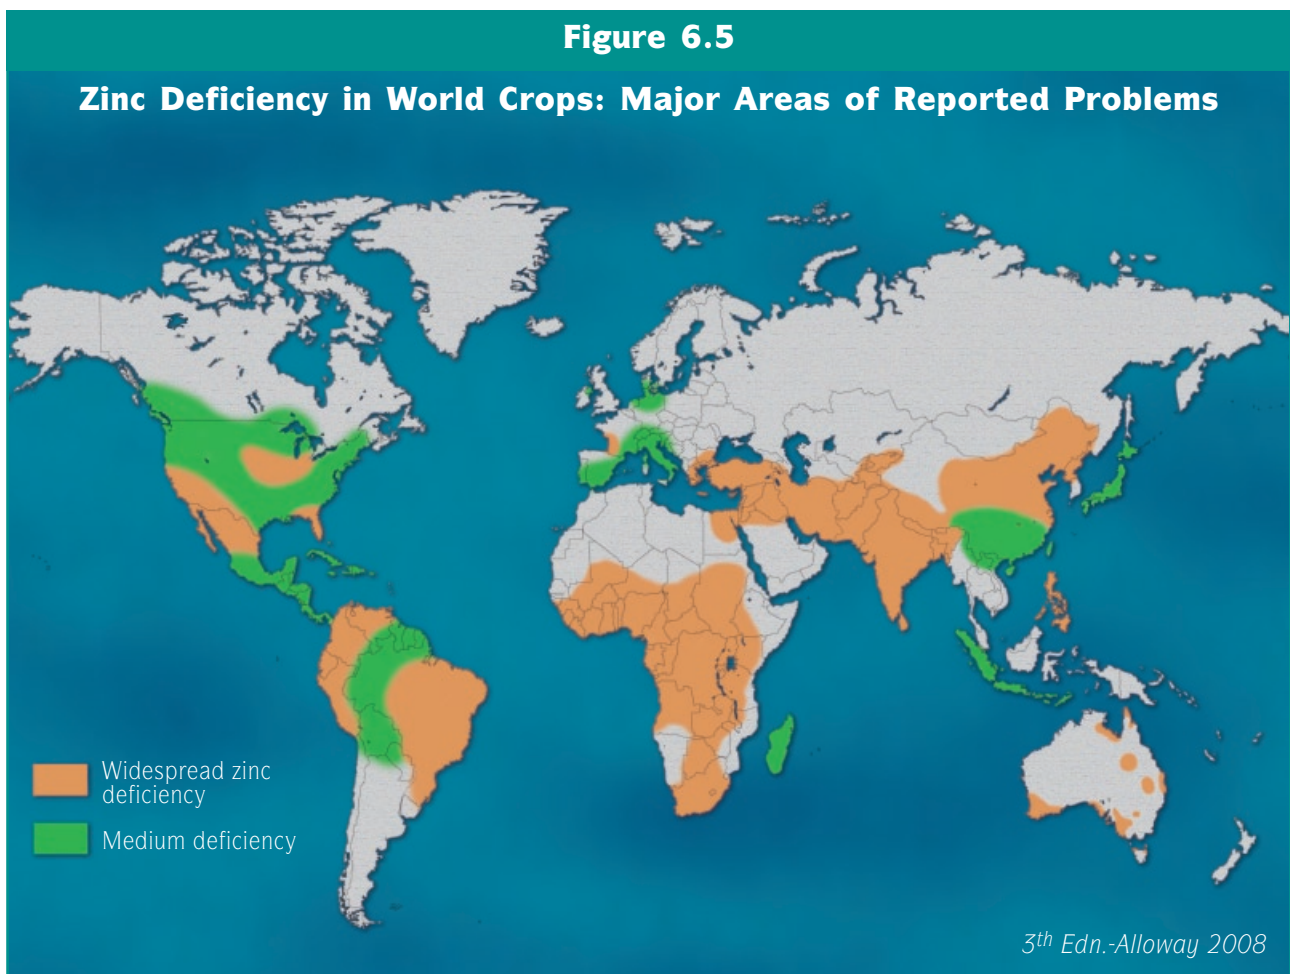 Figure 6.5
Zinc Deficiency in World Crops: Major Areas of Reported Problems
Widespread zinc
deficiency
Medium deficiency
3th Edn.-Alloway 2008